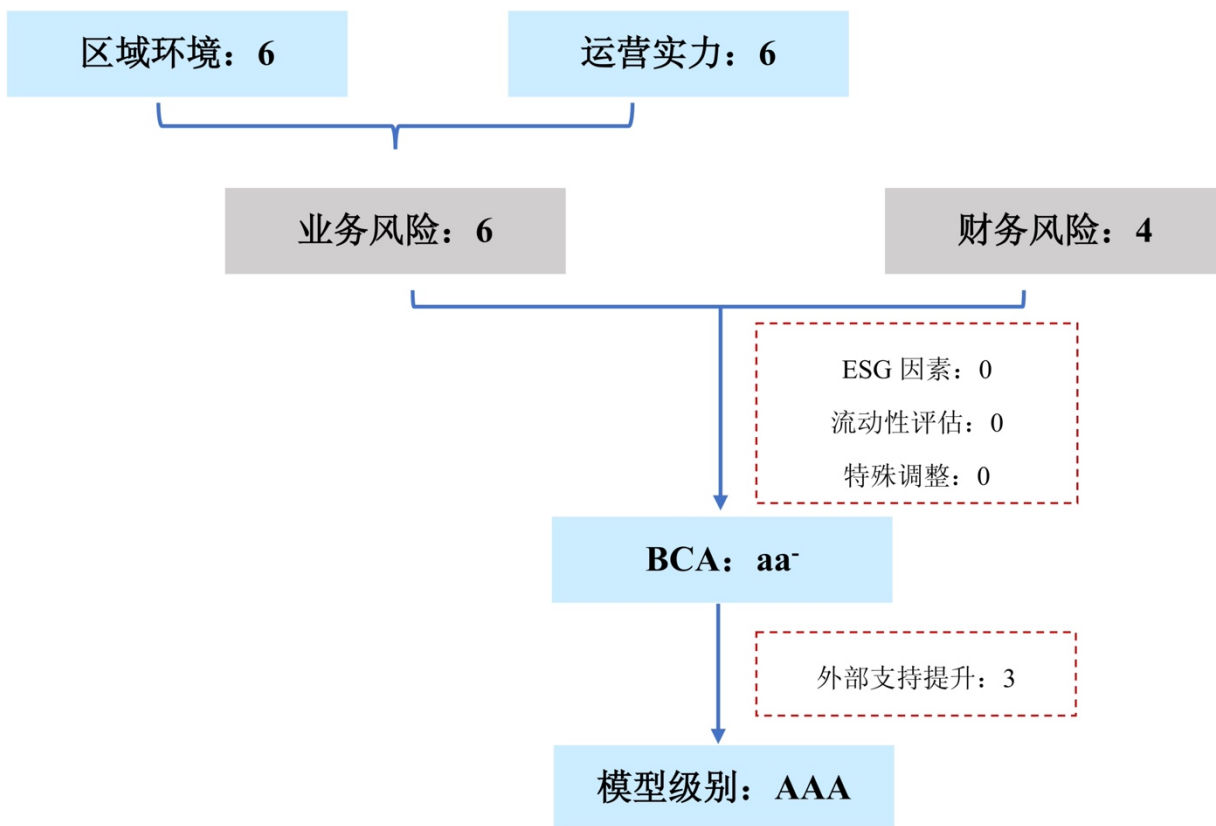 区域环境：6
运营实力：6
业务风险：6
财务风险：4
ESG 因素：0
流动性评估：0
特殊调整：0
BCA：aa-
外部支持提升：3
模型级别：AAA